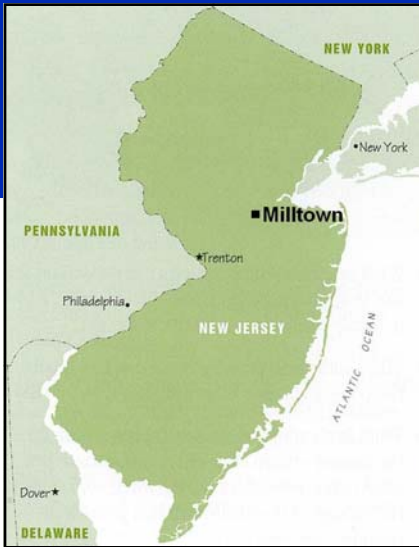 NEW YORK
New York
Milltown
PENNSYLVANIA
Trenton
Philadelphia
NEW JERSEY
ATLANTIC OCEAN
Dover
DELAWARE